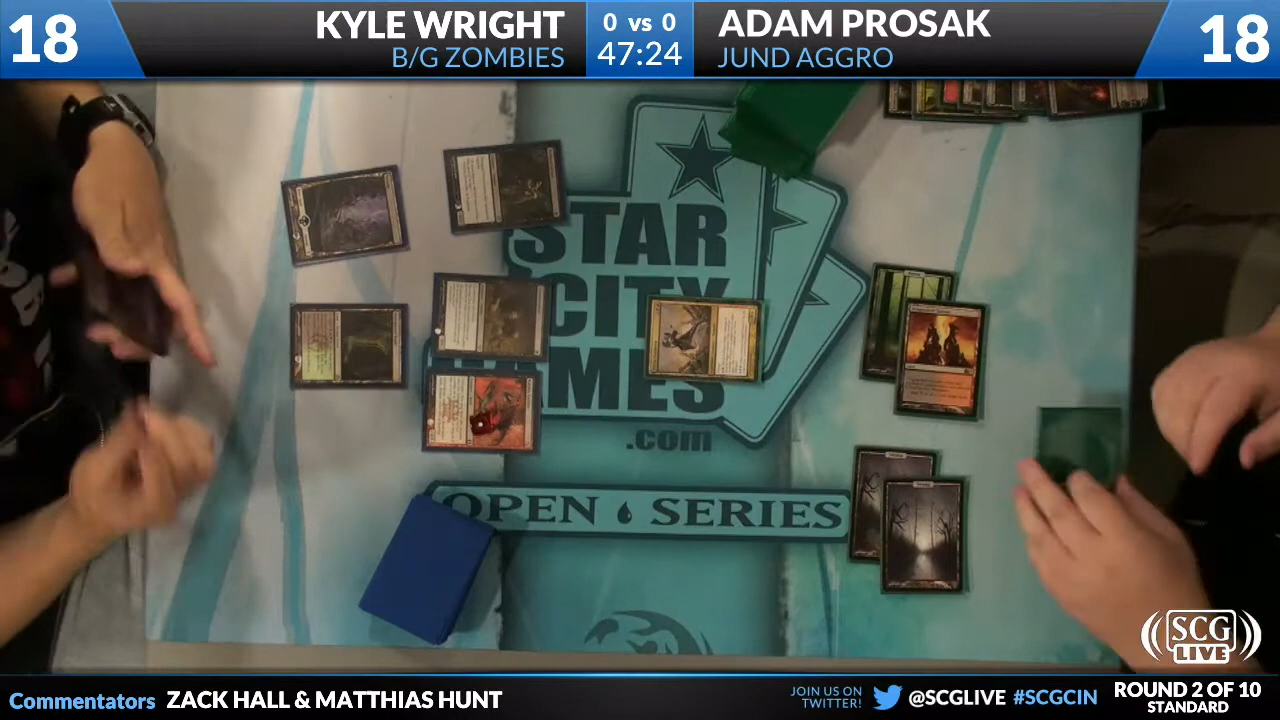 18
KYLE WRIGHT
B/G ZOMBIES
0 vs 0
47:24
ADAM PROSAK
JUND AGGRO
18
STAR
CITY
GAMES
.com
OPEN SERIES
SCG
LIVE
Commentators ZACK HALL & MATTHIAS HUNT
JOIN US ON
TWITTER!
@SCGLIVE #SCGCIN
ROUND 2 OF 10
STANDARD